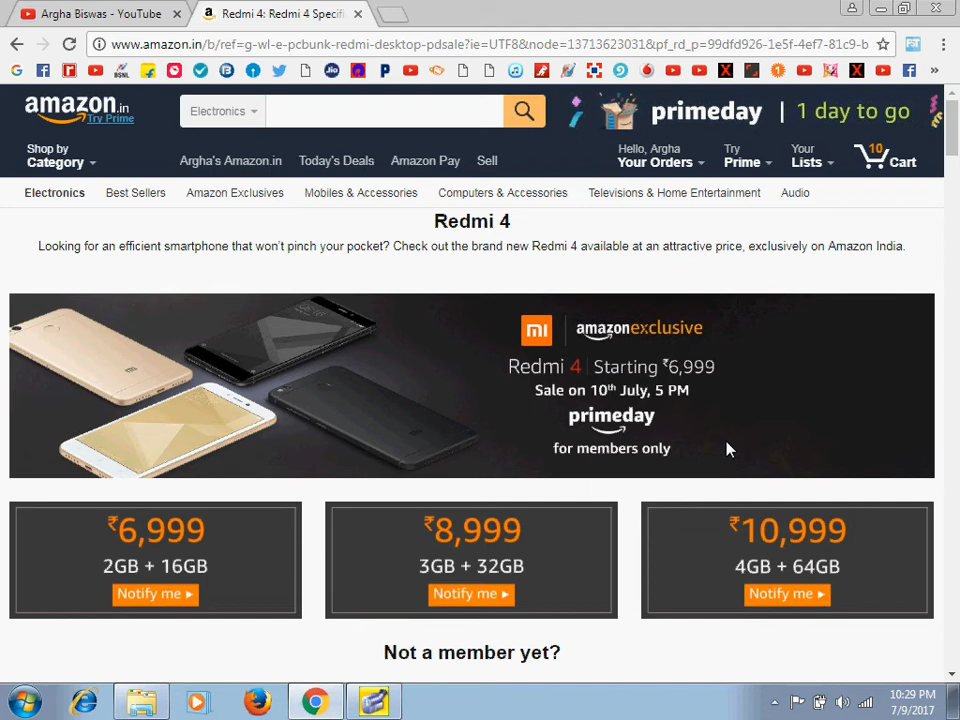 Argha Biswas - YouTube
Redmi 4: Redmi 4 Specifi
www.amazon.in/b/ref=g-wl-e-pcbunk-redmi-desktop-pdsale?ie=UTF8&node=13713623031&pf_rd_p=99dfd926-1e5f-4ef7-81c9-b
amazon.in
Try Prime
Electronics
primeday | 1 day to go
Shop by
Category
Argha's Amazon.in
Today's Deals
Amazon Pay
Sell
Hello, Argha
Your Orders
Try
Prime
Your
Lists
10
Cart
Electronics
Best Sellers
Amazon Exclusives
Mobiles & Accessories
Computers & Accessories
Televisions & Home Entertainment
Audio
Redmi 4
Looking for an efficient smartphone that won't pinch your pocket? Check out the brand new Redmi 4 available at an attractive price, exclusively on Amazon India.
mi | amazonexclusive
Redmi 4 | Starting ₹6,999
Sale on 10th July, 5 PM
primeday
for members only
₹6,999
2GB + 16GB
Notify me
₹8,999
3GB + 32GB
Notify me
₹10,999
4GB + 64GB
Notify me
Not a member yet?
10:29 PM
7/9/2017